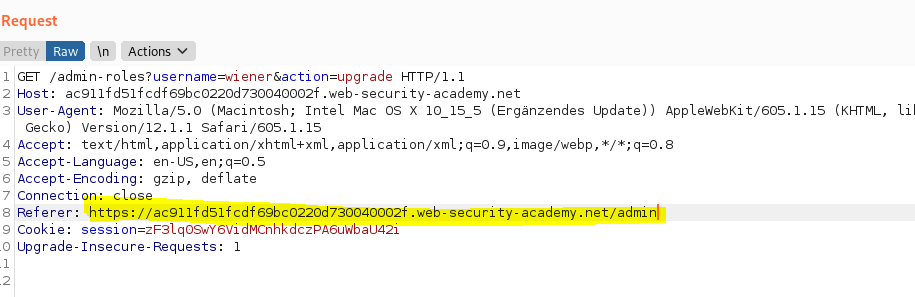 Request
Pretty Raw \n Actions
1 GET /admin-roles?username=wiener&action=upgrade HTTP/1.1
2 Host: ac911fd51fcdf69bc0220d730040002f.web-security-academy.net
3 User-Agent: Mozilla/5.0 (Macintosh; Intel Mac OS X 10_15_5 (Ergänzendes Update)) AppleWebKit/605.1.15 (KHTML, li
Gecko) Version/12.1.1 Safari/605.1.15
4 Accept: text/html,application/xhtml+xml,application/xml;q=0.9,image/webp,*/*;q=0.8
5 Accept-Language: en-US,en;q=0.5
6 Accept-Encoding: gzip, deflate
7 Connection: close
8 Referer: https://ac911fd51fcdf69bc0220d730040002f.web-security-academy.net/admin
9 Cookie: session=zF3lq0SwY6VidMCnhkdczPA6uWbaU42i
10 Upgrade-Insecure-Requests: 1
11
12